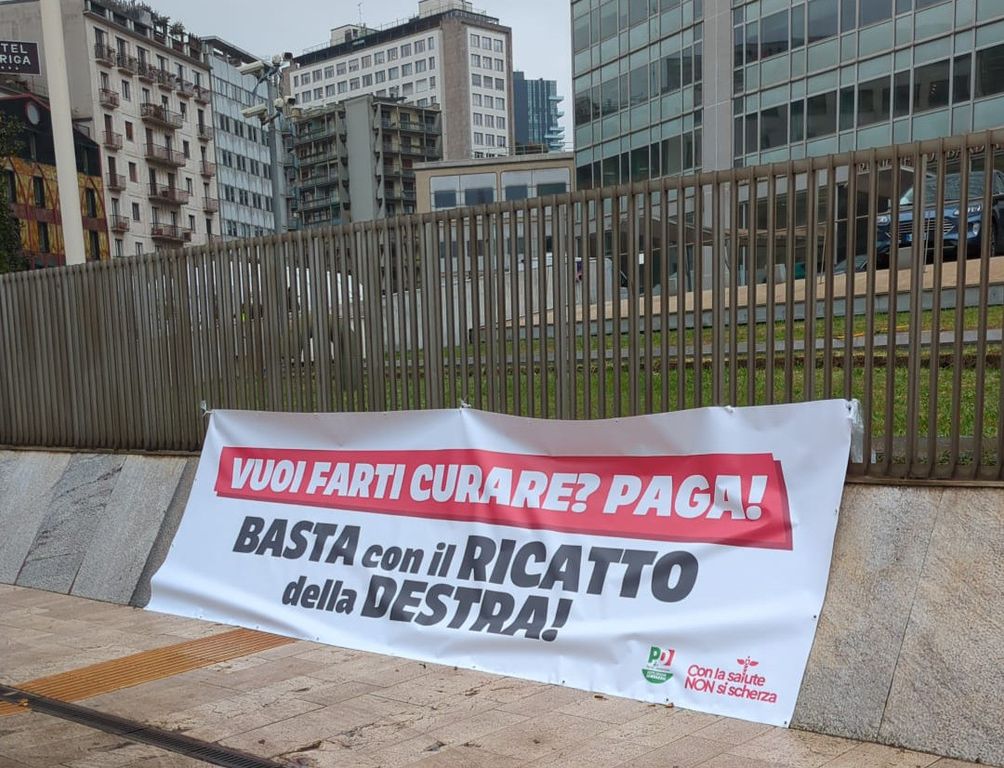 TEL
RIGA
VUOI FARTI CURARE? PAGA!
BASTA con il RICATTO
della DESTRA!
PD
Con la salute
NON si scherza